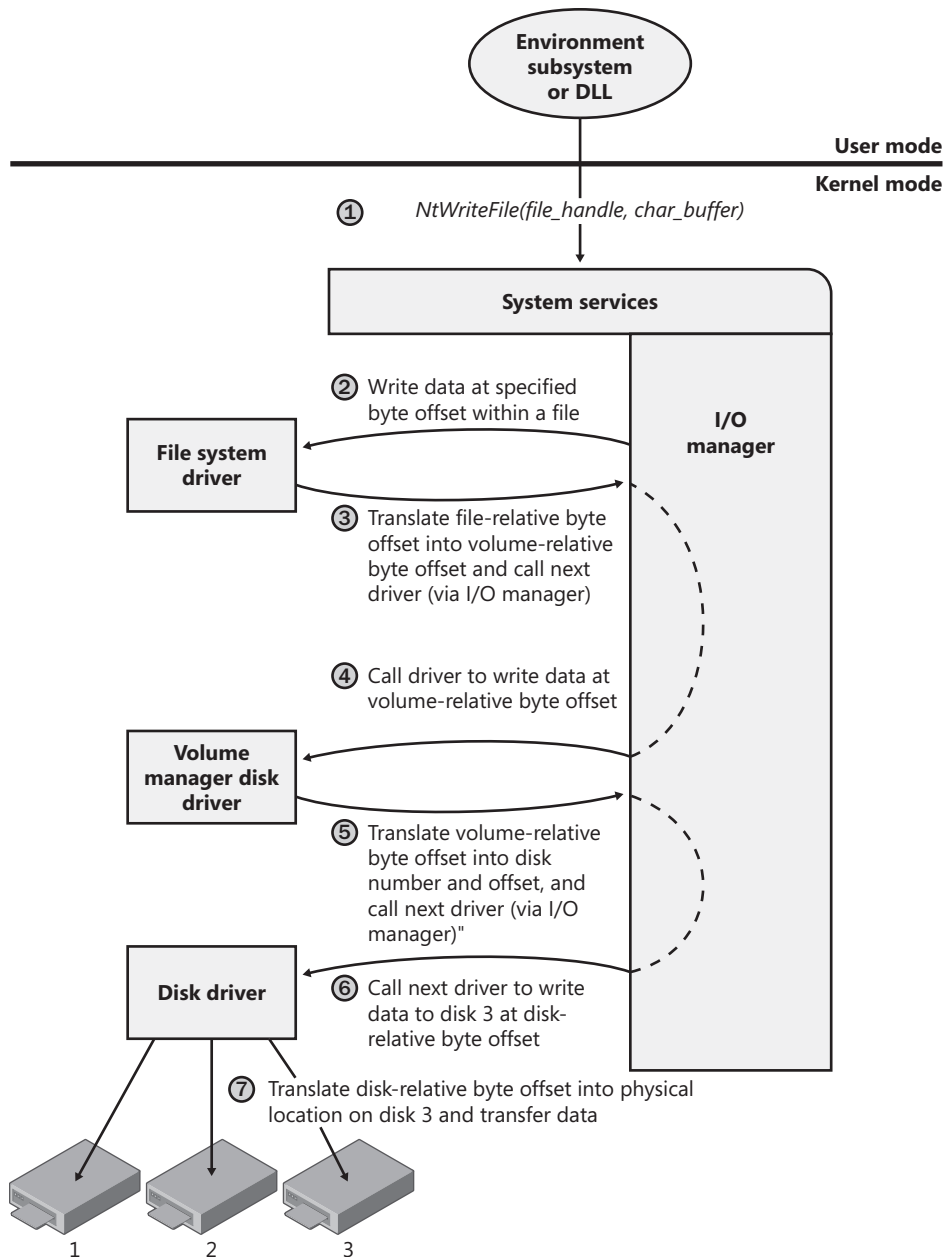 Environment
subsystem
or DLL
User mode
Kernel mode
① NtWriteFile(file_handle, char_buffer)
System services
② Write data at specified
byte offset within a file
I/O
manager
File system
driver
③ Translate file-relative byte
offset into volume-relative
byte offset and call next
driver (via I/O manager)
④ Call driver to write data at
volume-relative byte offset
Volume
manager disk
driver
⑤ Translate volume-relative
byte offset into disk
number and offset, and
call next driver (via I/O
manager)"
Disk driver
⑥ Call next driver to write
data to disk 3 at disk-
relative byte offset
⑦ Translate disk-relative byte offset into physical
location on disk 3 and transfer data
1 2 3